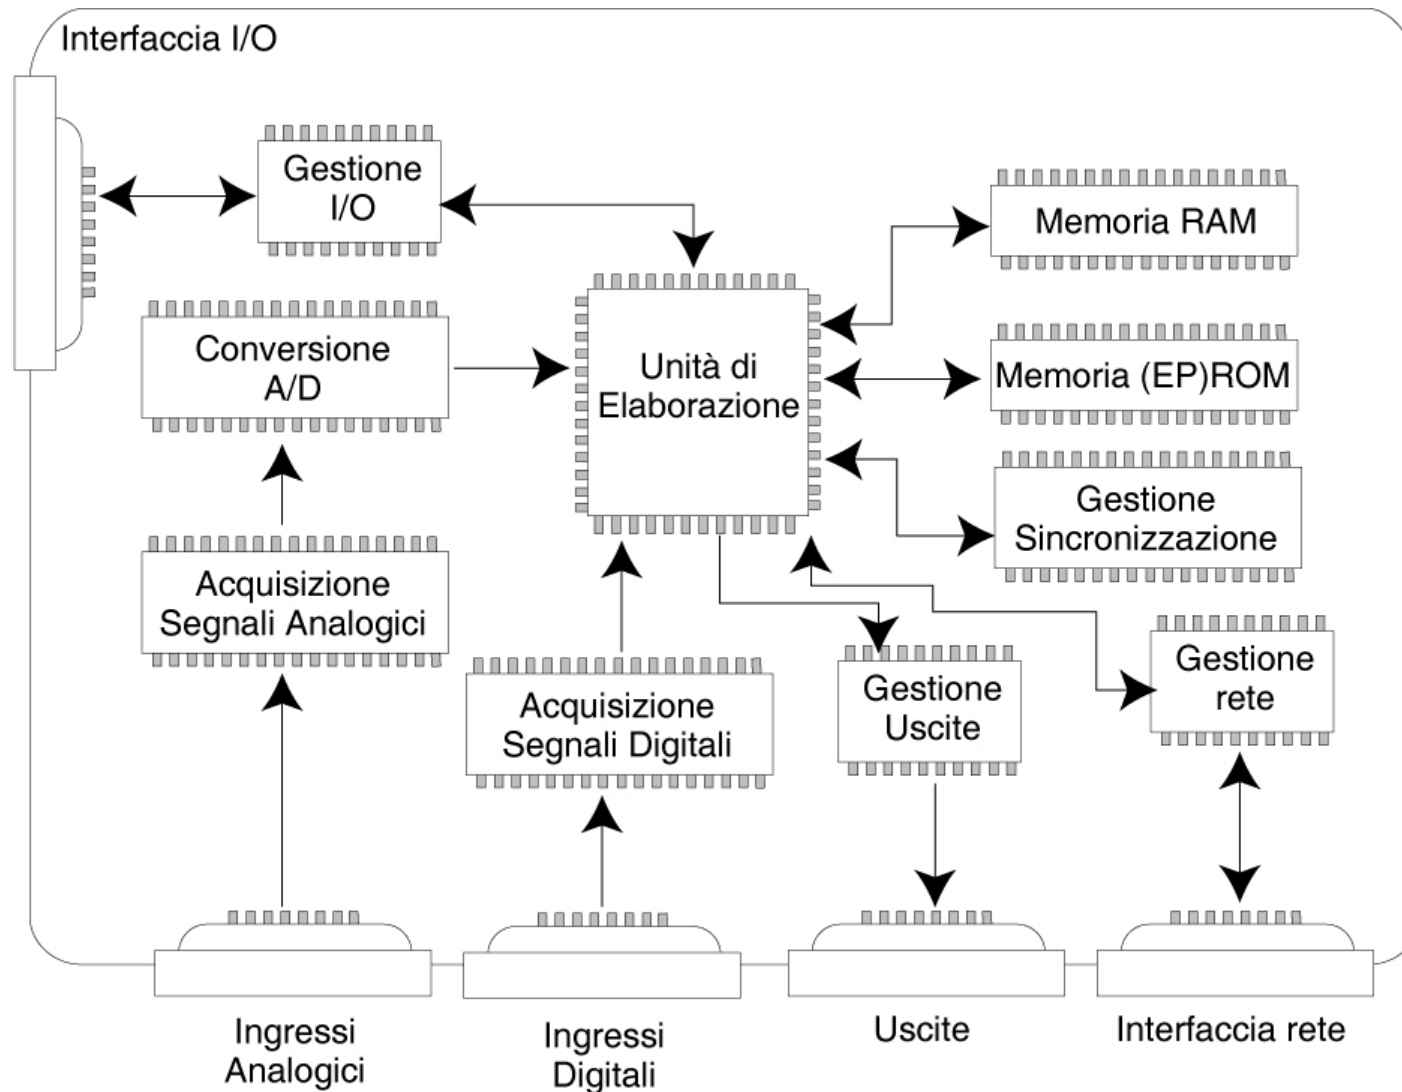 Interfaccia I/O
Gestione
I/O
Memoria RAM
Conversione
A/D
Unità di
Elaborazione
Memoria (EP)ROM
Gestione
Sincronizzazione
Acquisizione
Segnali Analogici
Acquisizione
Segnali Digitali
Gestione
Uscite
Gestione
rete
Ingressi
Analogici
Ingressi
Digitali
Uscite
Interfaccia rete